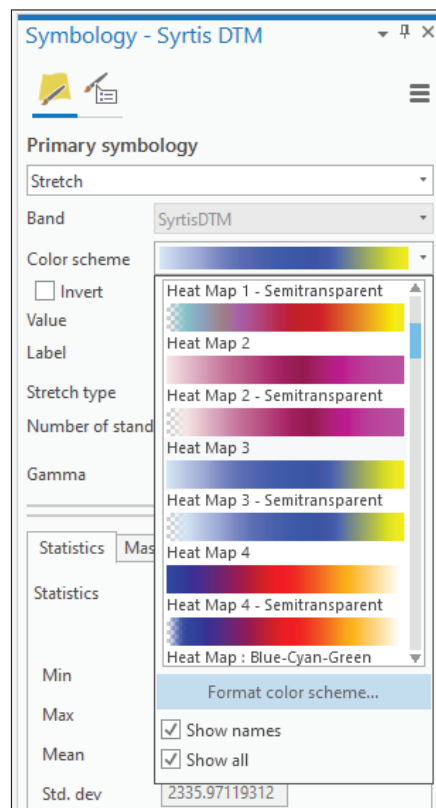 Symbology - Syrtis DTM
Primary symbology
Stretch
Band SyrtisDTM
Color scheme
Invert
Heat Map 1 - Semitransparent
Value
Label
Heat Map 2
Stretch type
Heat Map 2 - Semitransparent
Number of stand
Heat Map 3
Gamma
Heat Map 3 - Semitransparent
Statistics Mas
Heat Map 4
Statistics
Heat Map 4 - Semitransparent
Heat Map : Blue-Cyan-Green
Min
Format color scheme...
Max
Show names
Mean
Show all
Std. dev 2335.97119312